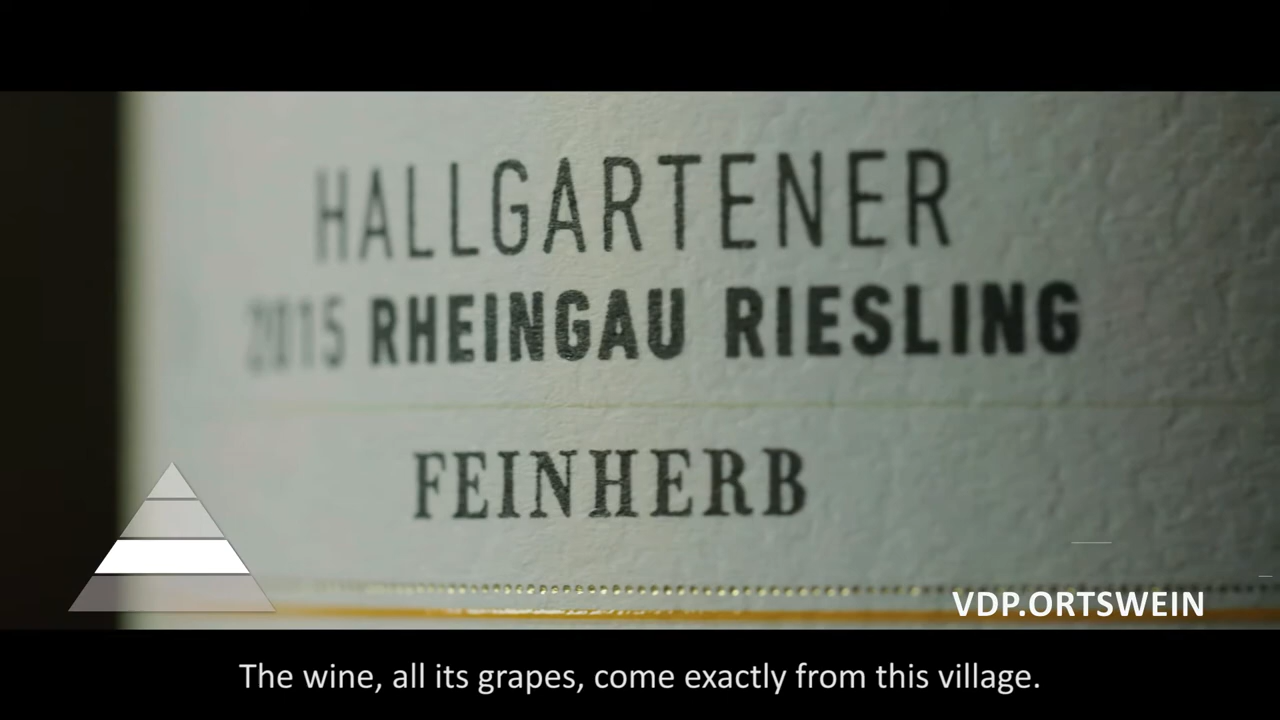 HALLGARTENER
2015 RHEINGAU RIESLING
FEINHERB
VDP.ORTSWEIN
The wine, all its grapes, come exactly from this village.